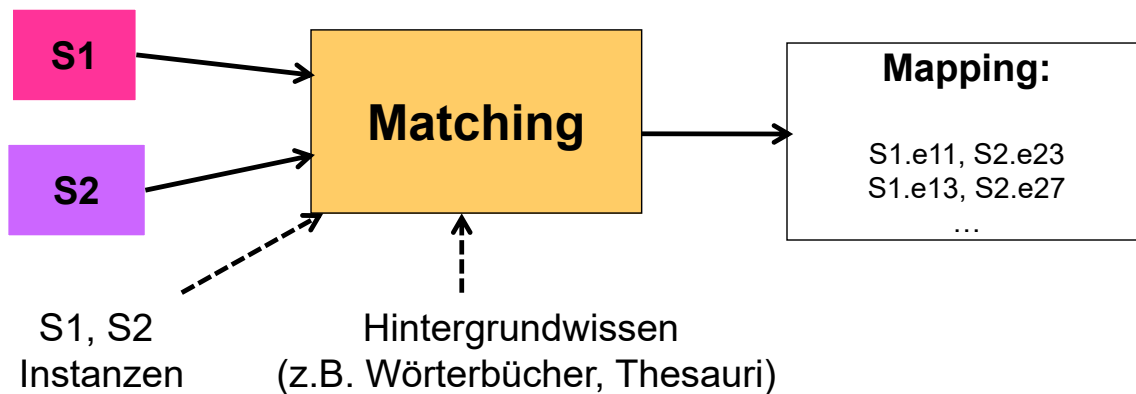 S1
S2
Matching
Mapping:
S1.e11, S2.e23
S1.e13, S2.e27
…
S1, S2
Instanzen
Hintergrundwissen
(z.B. Wörterbücher, Thesauri)